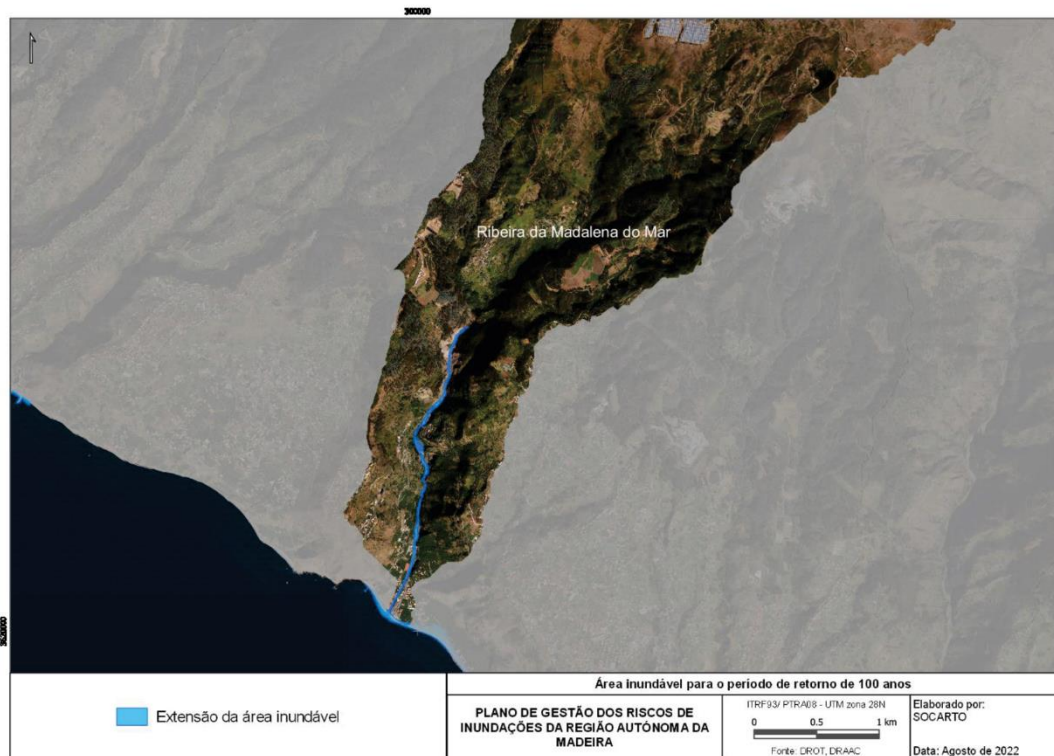 300000
Ribeira da Madalena do Mar
3620000
Extensão da área inundável
Área inundável para o período de retorno de 100 anos
PLANO DE GESTÃO DOS RISCOS DE
INUNDAÇÕES DA REGIÃO AUTÓNOMA DA
MADEIRA
ITRF93/ PTRA08 - UTM zona 28N
0 0.5 1 km
Fonte: DROT, DRAAC
Elaborado por:
SOCARTO
Data: Agosto de 2022